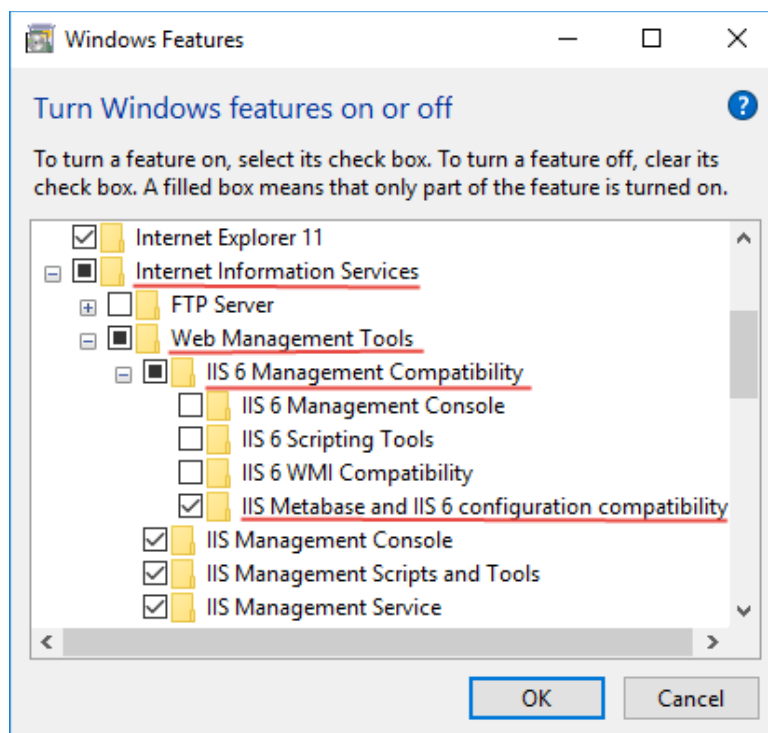 Windows Features
Turn Windows features on or off
?
To turn a feature on, select its check box. To turn a feature off, clear its
check box. A filled box means that only part of the feature is turned on.
Internet Explorer 11
Internet Information Services
FTP Server
Web Management Tools
IIS 6 Management Compatibility
IIS 6 Management Console
IIS 6 Scripting Tools
IIS 6 WMI Compatibility
IIS Metabase and IIS 6 configuration compatibility
IIS Management Console
IIS Management Scripts and Tools
IIS Management Service
OK
Cancel